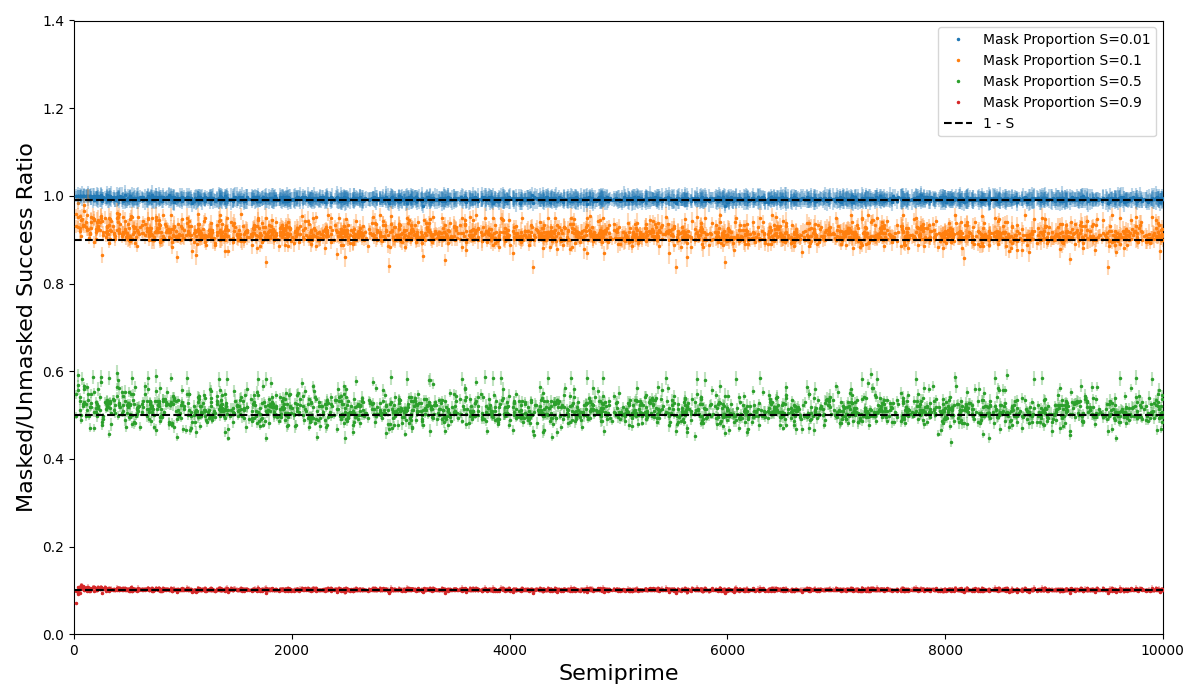 1.4
1.2
1.0
0.8
0.6
0.4
0.2
0.0
Masked/Unmasked Success Ratio
Mask Proportion S=0.01
Mask Proportion S=0.1
Mask Proportion S=0.5
Mask Proportion S=0.9
1 - S
0 2000 4000 6000 8000 10000
Semiprime